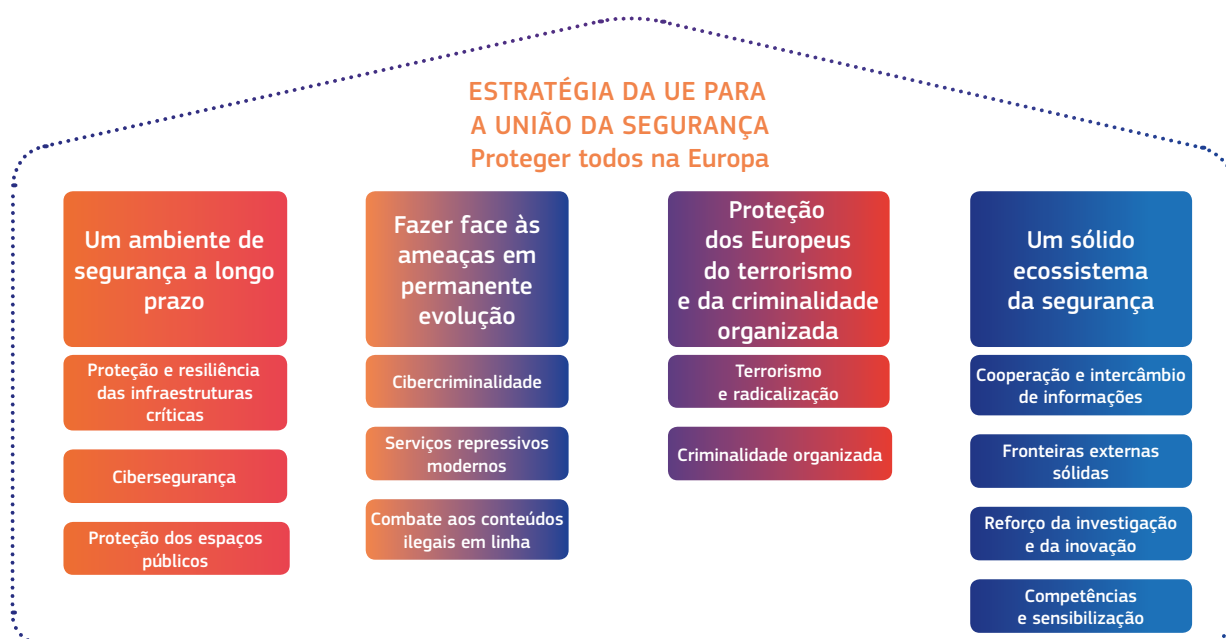 ESTRATÉGIA DA UE PARA
A UNIÃO DA SEGURANÇA
Proteger todos na Europa
Um ambiente de
segurança a longo
prazo
Proteção e resiliência
das infraestruturas
críticas
Cibersegurança
Proteção dos espaços
públicos
Fazer face às
ameaças em
permanente
evolução
Cibercriminalidade
Serviços repressivos
modernos
Combate aos conteúdos
ilegais em linha
Proteção
dos Europeus
do terrorismo
e da criminalidade
organizada
Terrorismo
e radicalização
Criminalidade organizada
Um sólido
ecossistema
da segurança
Cooperação e intercâmbio
de informações
Fronteiras externas
sólidas
Reforço da investigação
e da inovação
Competências
e sensibilização